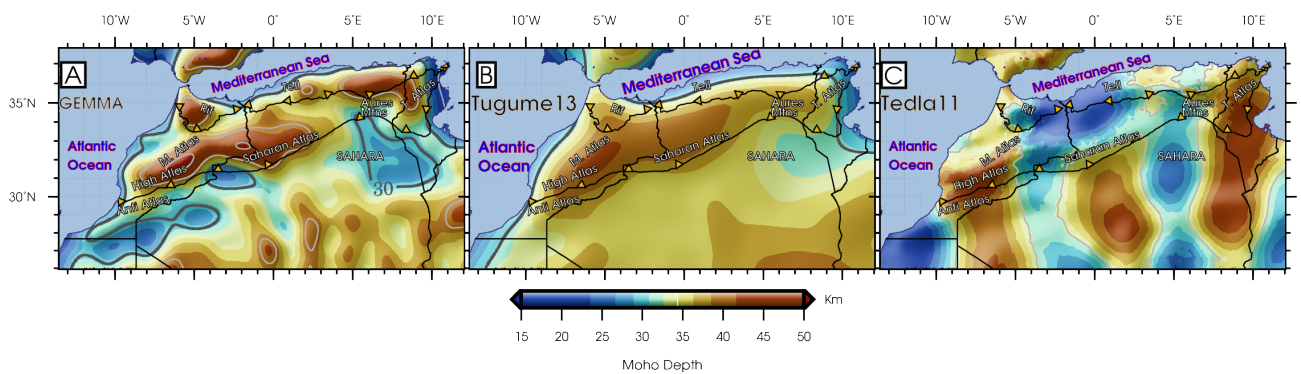 10°W 5°W 0° 5°E 10°E 10°W 5°W 0° 5°E 10°E 10°W 5°W 0° 5°E 10°E
A Mediterranean Sea B Mediterranean Sea C Mediterranean Sea
35°N GEMMA Rif Tell Aures Mtns T. Atlas Tugume13 Rif Tell Aures Mtns T. Atlas Tedla11 Rif Tell Aures Mtns T. Atlas
Atlantic Ocean M. Atlas Saharan Atlas SAHARA Atlantic Ocean M. Atlas Saharan Atlas SAHARA Atlantic Ocean M. Atlas Saharan Atlas SAHARA
30°N High Atlas Anti Atlas 30 High Atlas Anti Atlas High Atlas Anti Atlas
Km
15 20 25 30 35 40 45 50
Moho Depth